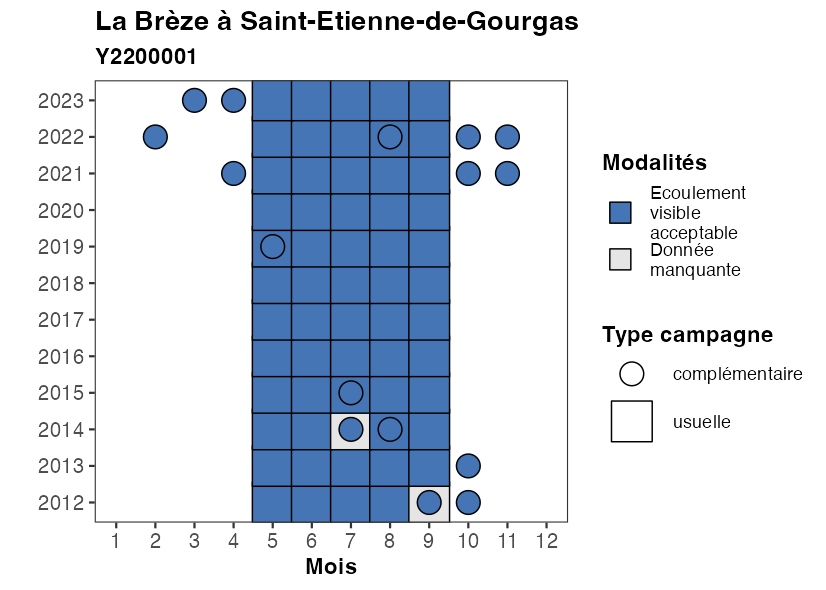 La Brèze à Saint-Etienne-de-Gourgas
Y2200001
2023
2022
2021
2020
2019
2018
2017
2016
2015
2014
2013
2012
1 2 3 4 5 6 7 8 9 10 11 12
Mois
Modalités
Ecoulement
visible
acceptable
Donnée
manquante
Type campagne
complémentaire
usuelle